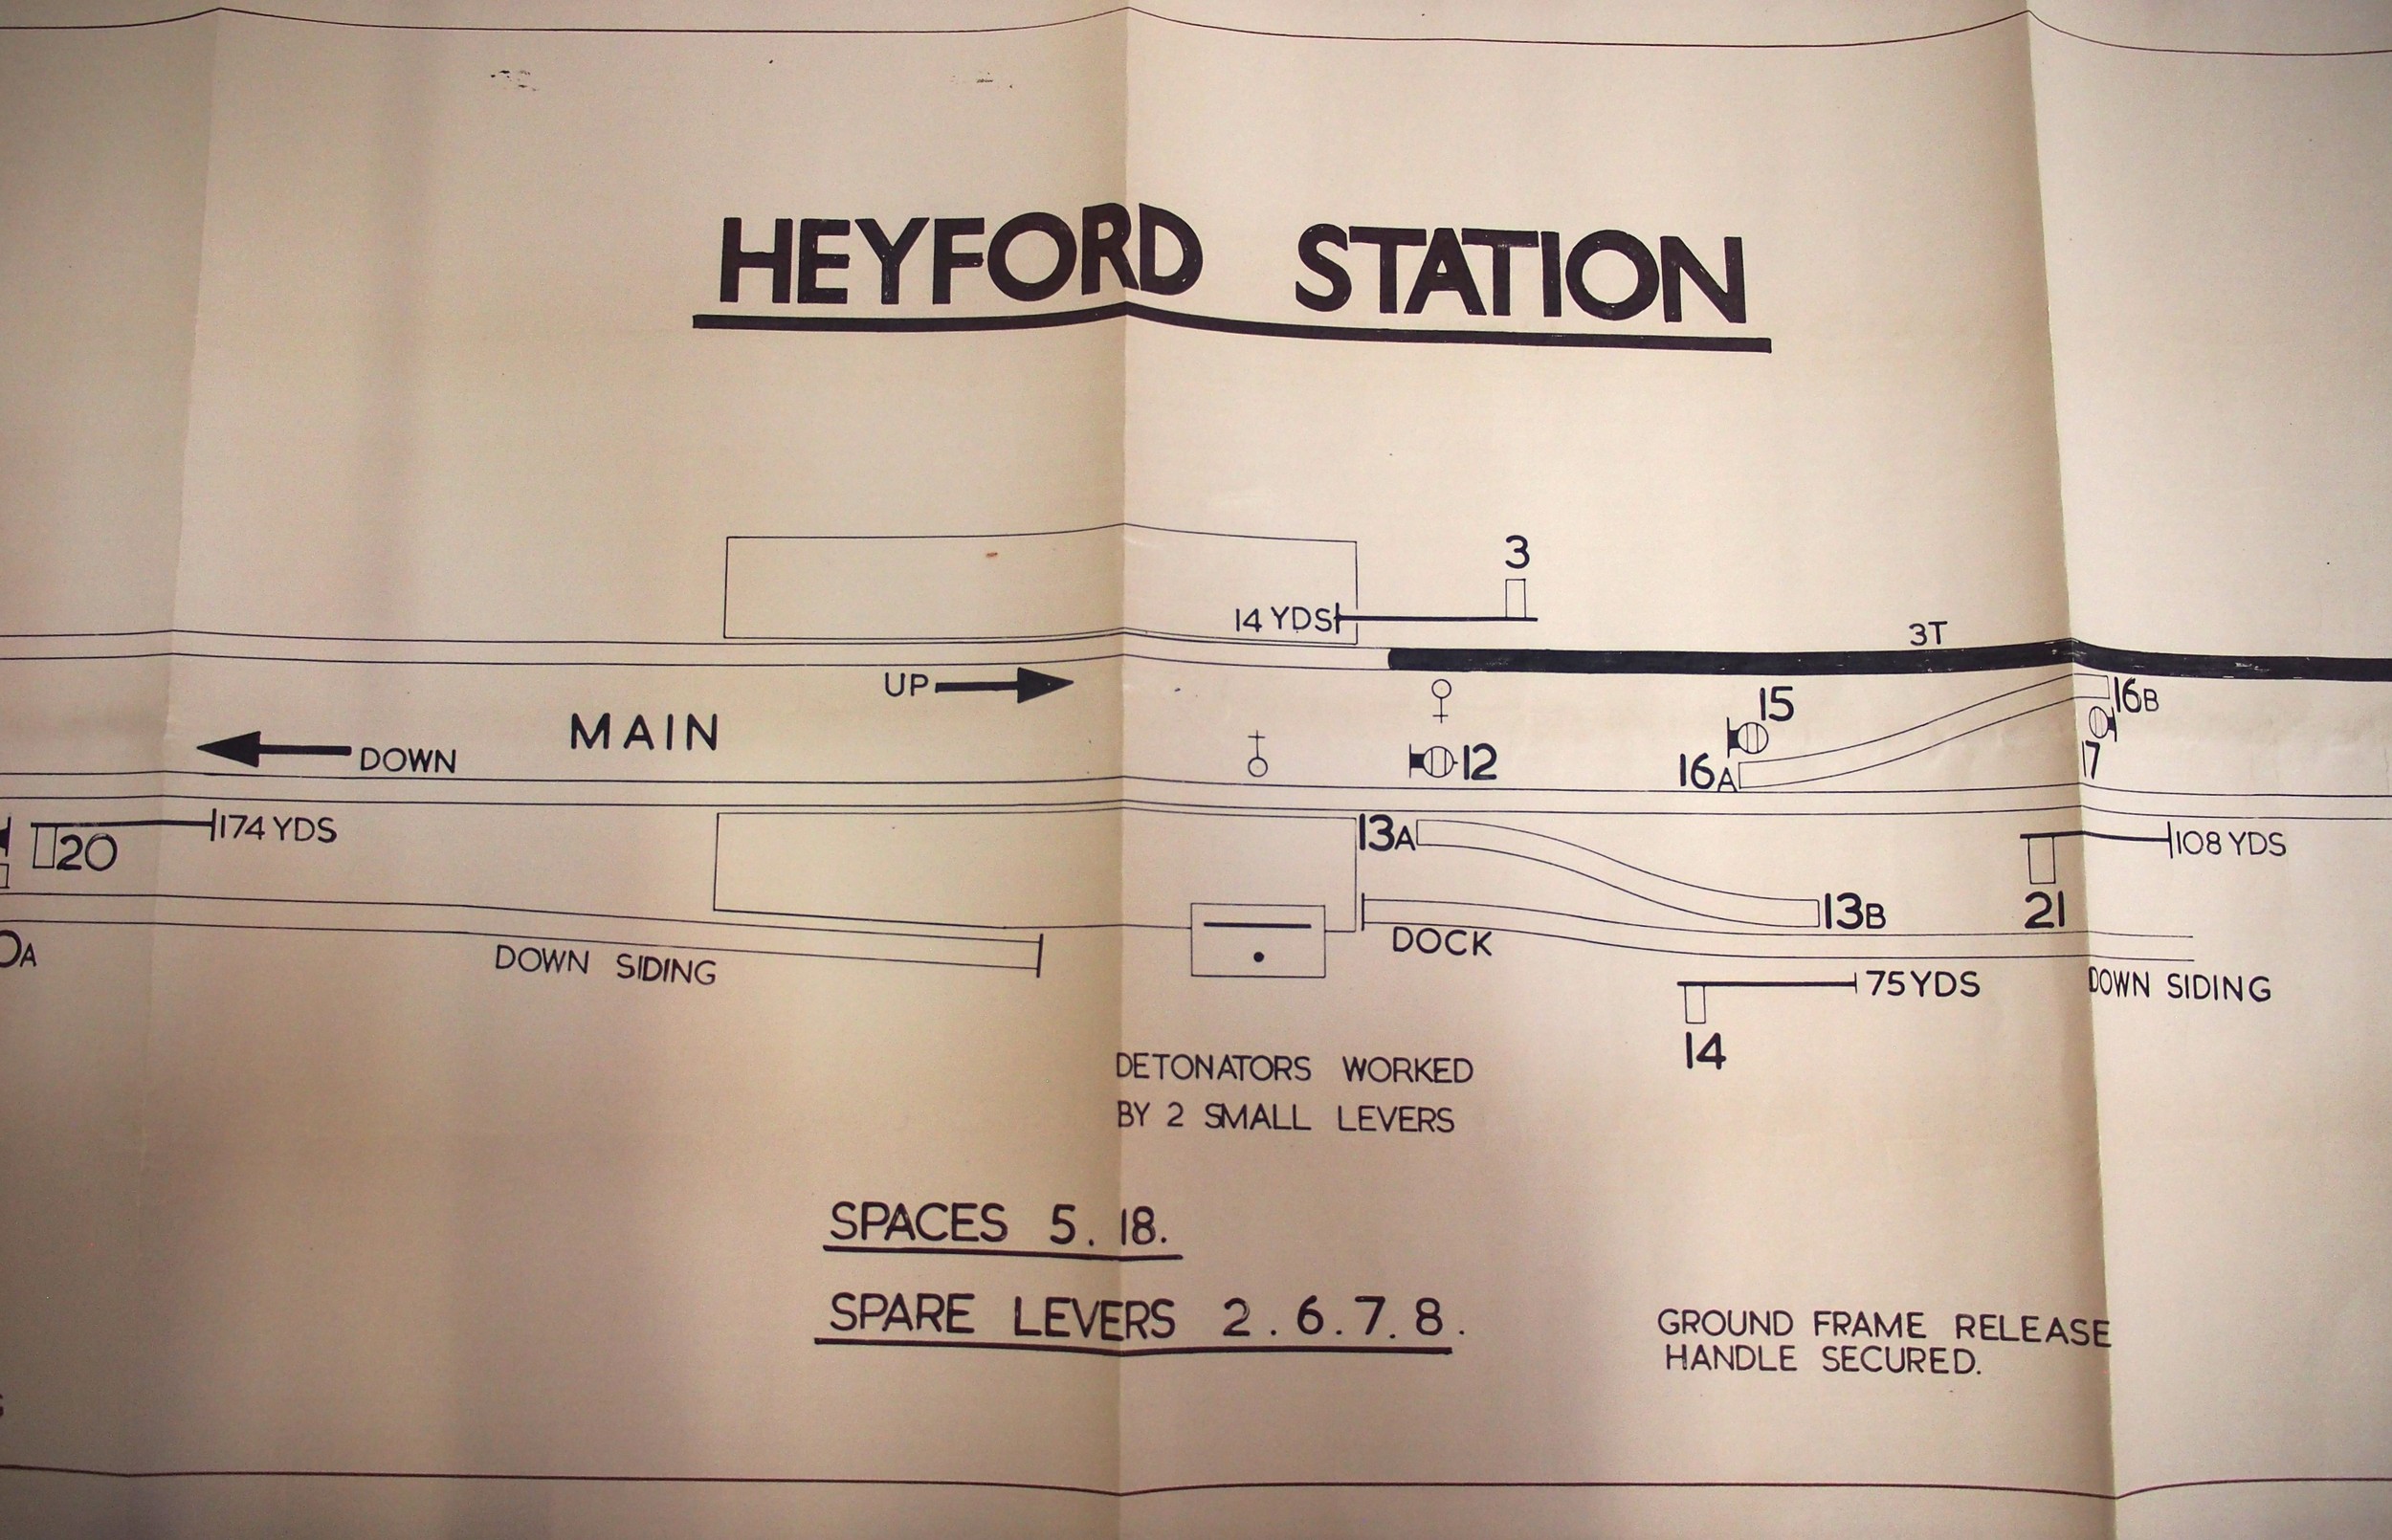 HEYFORD STATION
3
14 YDS
3T
UP
MAIN
DOWN
12
15
16A
16B
17
20
174 YDS
13A
13B
21
108 YDS
0A
DOWN SIDING
DOCK
14
75 YDS
DOWN SIDING
DETONATORS WORKED
BY 2 SMALL LEVERS
SPACES 5. 18.
SPARE LEVERS 2. 6. 7. 8.
GROUND FRAME RELEASE
HANDLE SECURED.